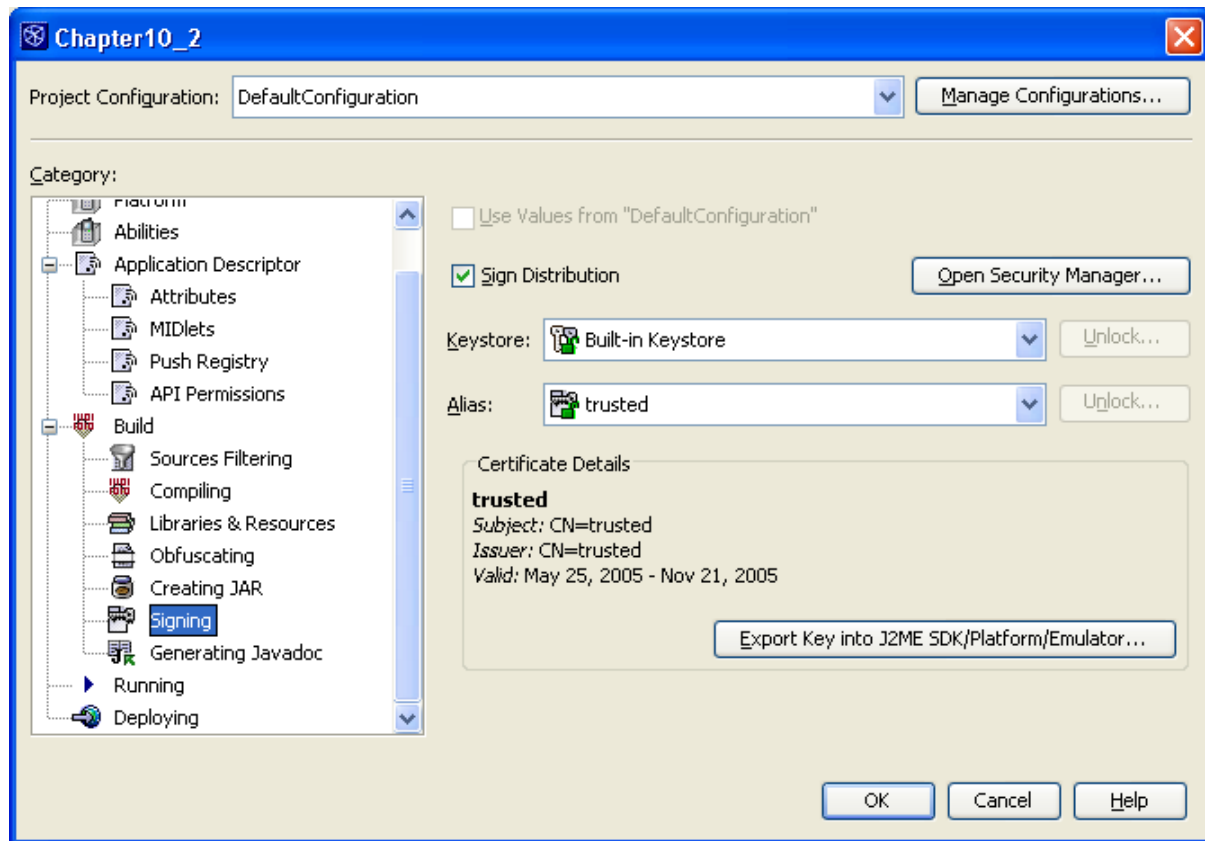 Chapter10_2
Project Configuration: DefaultConfiguration Manage Configurations...
Category:
Platform
Abilities
Application Descriptor
Attributes
MIDlets
Push Registry
API Permissions
Build
Sources Filtering
Compiling
Libraries & Resources
Obfuscating
Creating JAR
Signing
Generating Javadoc
Running
Deploying
Use Values from "DefaultConfiguration"
Sign Distribution Open Security Manager...
Keystore: Built-in Keystore Unlock...
Alias: trusted Unlock...
Certificate Details
trusted
Subject: CN=trusted
Issuer: CN=trusted
Valid: May 25, 2005 - Nov 21, 2005
Export Key into J2ME SDK/Platform/Emulator...
OK Cancel Help